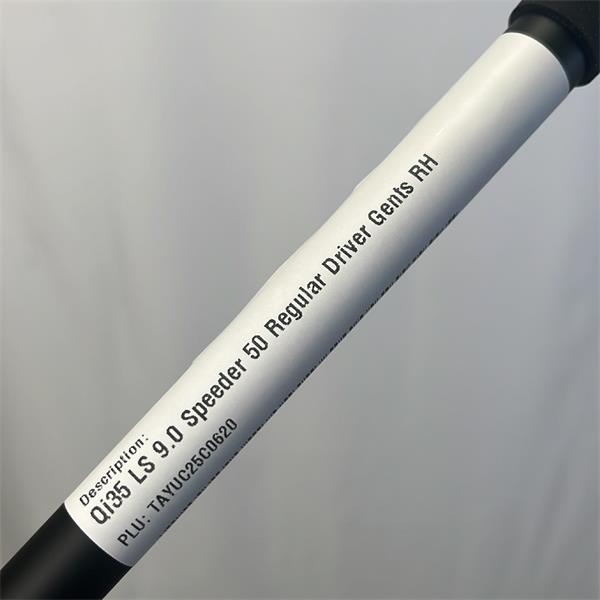 Description:
Qi35 LS 9.0 Speeder 50 Regular Driver Gents RH
PLU: TAYUC25C0620